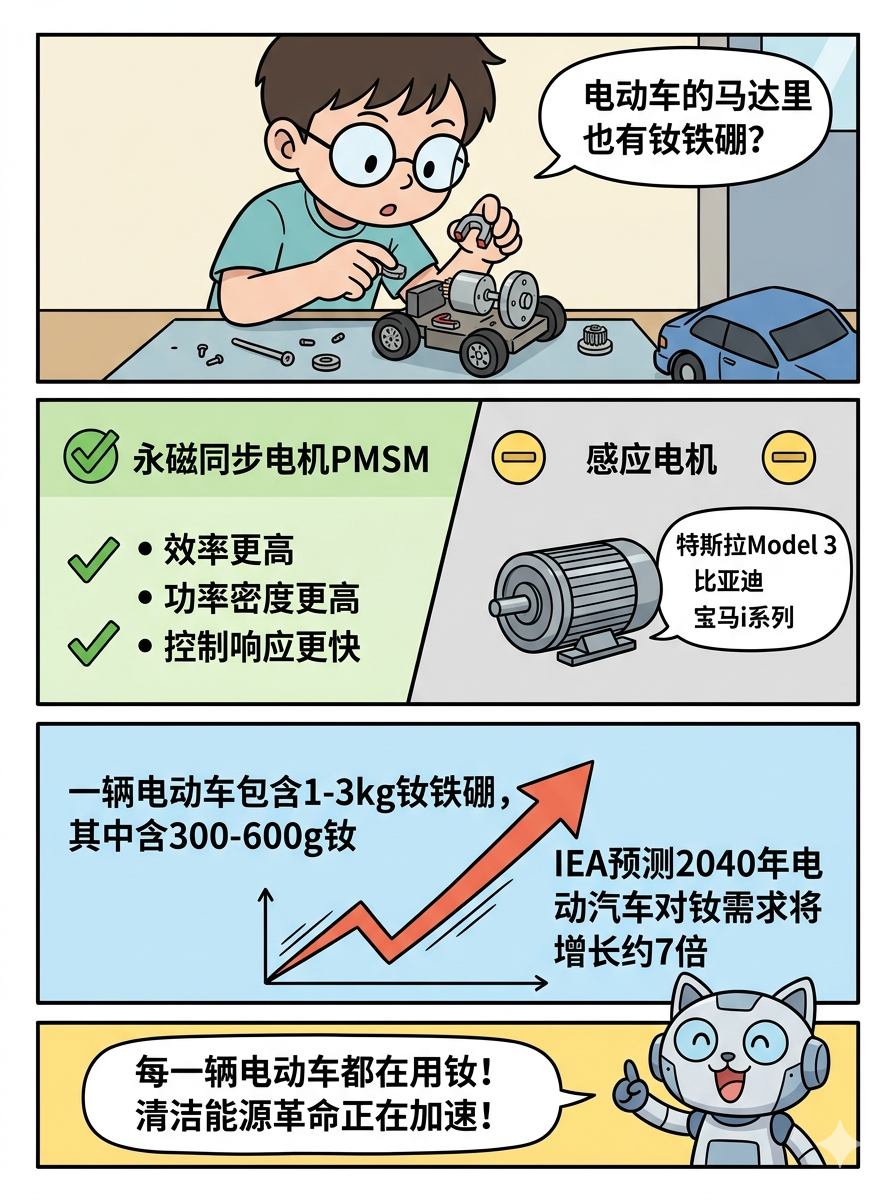 电动车的马达里
也有钕铁硼？
永磁同步电机PMSM
• 效率更高
• 功率密度更高
• 控制响应更快
感应电机
特斯拉Model 3
比亚迪
宝马i系列
一辆电动车包含1-3kg钕铁硼，
其中含300-600g钕
IEA预测2040年电
动汽车对钕需求将
增长约7倍
每一辆电动车都在用钕！
清洁能源革命正在加速！